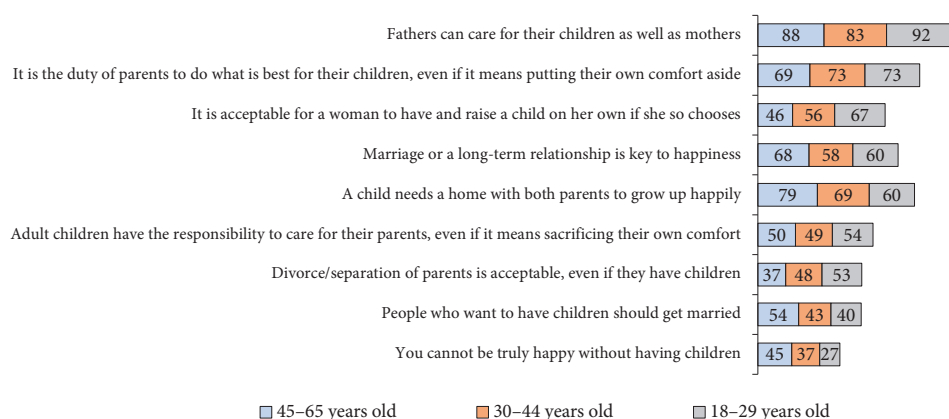 Fathers can care for their children as well as mothers
88 83 92
It is the duty of parents to do what is best for their children, even if it means putting their own comfort aside
69 73 73
It is acceptable for a woman to have and raise a child on her own if she so chooses
46 56 67
Marriage or a long-term relationship is key to happiness
68 58 60
A child needs a home with both parents to grow up happily
79 69 60
Adult children have the responsibility to care for their parents, even if it means sacrificing their own comfort
50 49 54
Divorce/separation of parents is acceptable, even if they have children
37 48 53
People who want to have children should get married
54 43 40
You cannot be truly happy without having children
45 37 27
45–65 years old 30–44 years old 18–29 years old